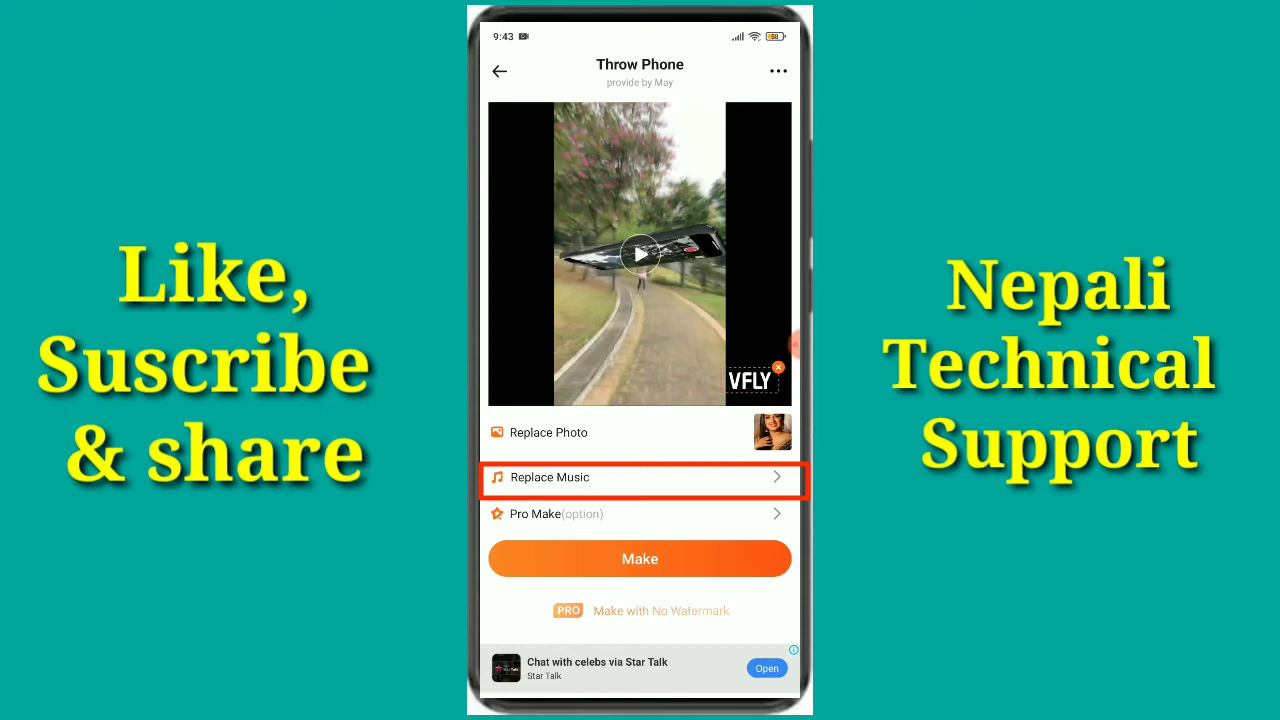 Like,
Suscribe
& share
9:43
58
Throw Phone
provide by May
VFLY
Replace Photo
Replace Music
Pro Make(option)
Make
PRO Make with No Watermark
Chat with celebs via Star Talk
Star Talk
Open
Nepali
Technical
Support